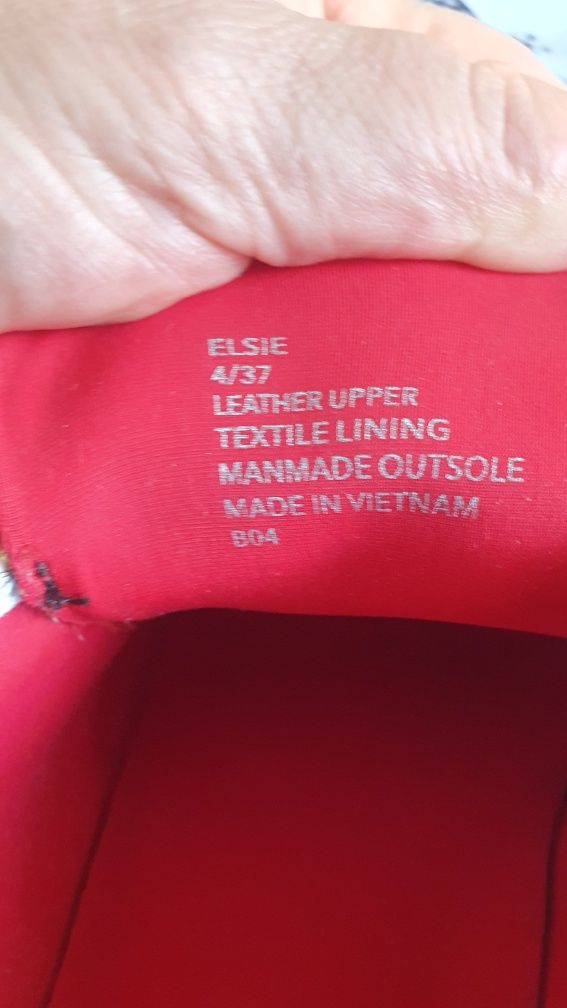 ELSIE
4/37
LEATHER UPPER
TEXTILE LINING
MANMADE OUTSOLE
MADE IN VIETNAM
B04